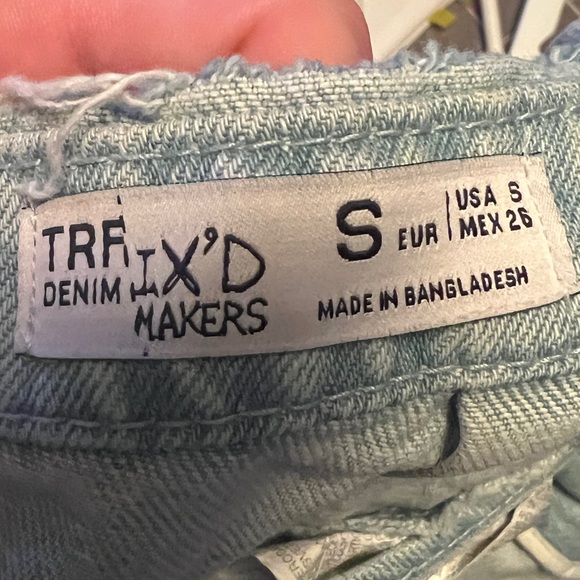 TRF IX'D
DENIM MAKERS
S EUR USA S
MEX 26
MADE IN BANGLADESH